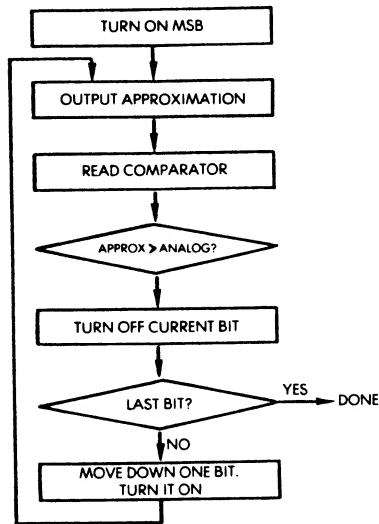 TURN ON MSB
OUTPUT APPROXIMATION
READ COMPARATOR
APPROX > ANALOG?
TURN OFF CURRENT BIT
LAST BIT?
YES
DONE
NO
MOVE DOWN ONE BIT.
TURN IT ON